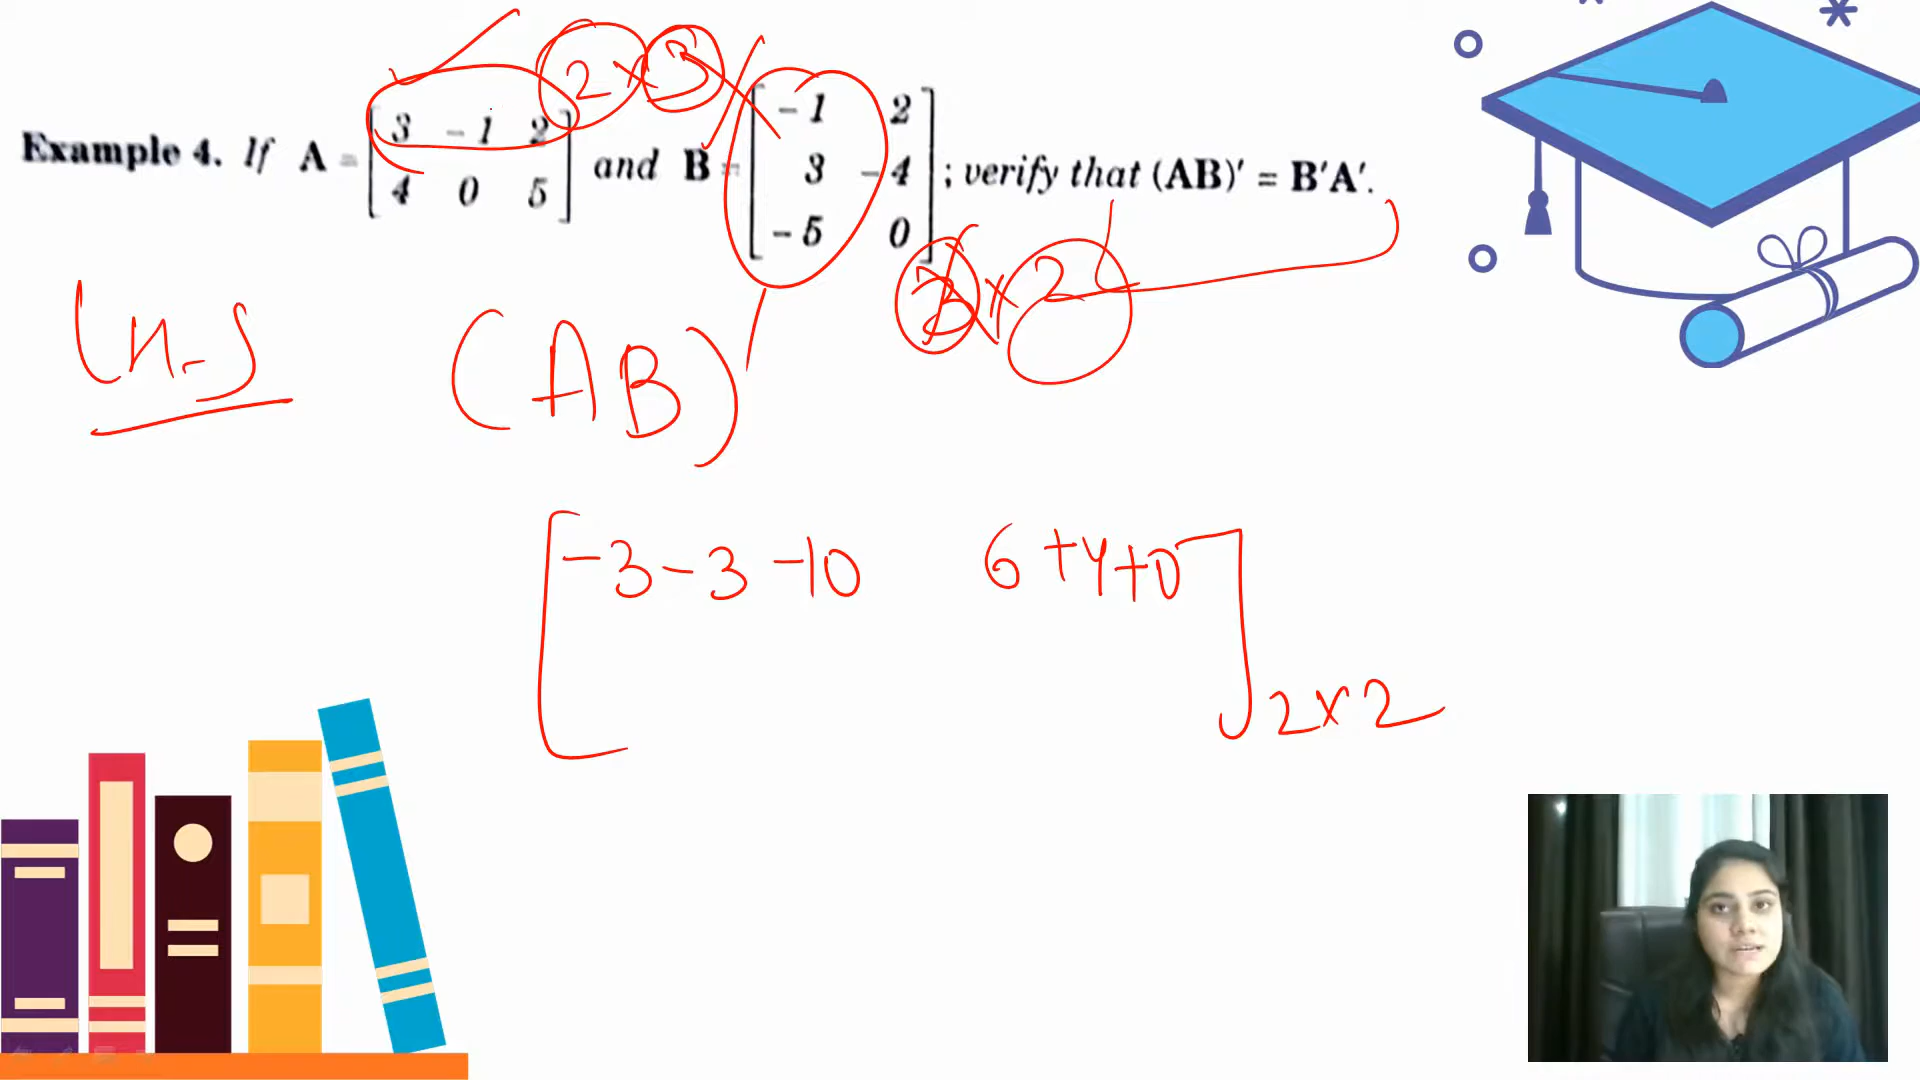 2 × 3
Example 4. If A = [ 3 - 1 2 ; 4 0 5 ] and B = [ - 1 2 ; 3 - 4 ; - 5 0 ] ; verify that (AB)′ = B′A′.
3 × 2
(AB)′
-3 -3 -10 6 +4 +0
2×2